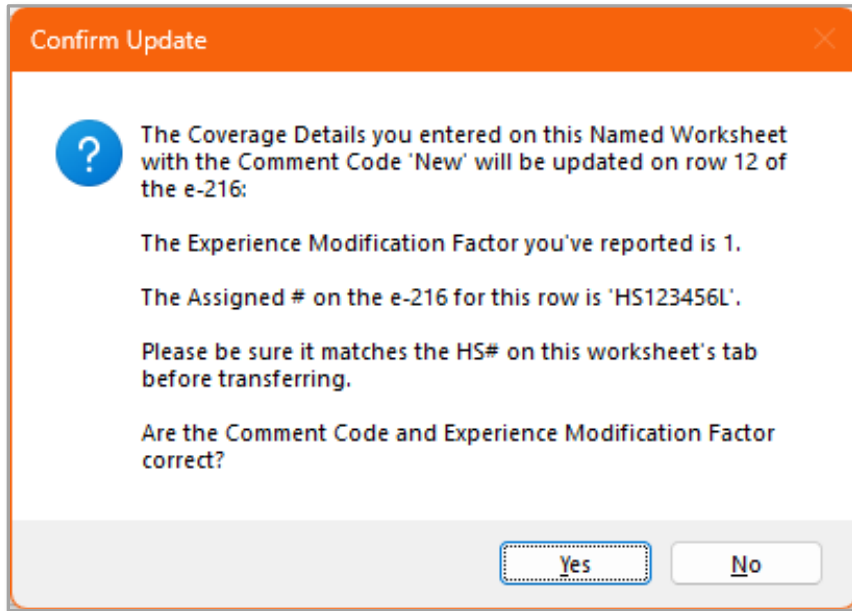 Confirm Update
The Coverage Details you entered on this Named Worksheet
with the Comment Code 'New' will be updated on row 12 of
the e-216:
The Experience Modification Factor you've reported is 1.
The Assigned # on the e-216 for this row is 'HS123456L'.
Please be sure it matches the HS# on this worksheet's tab
before transferring.
Are the Comment Code and Experience Modification Factor
correct?
Yes
No